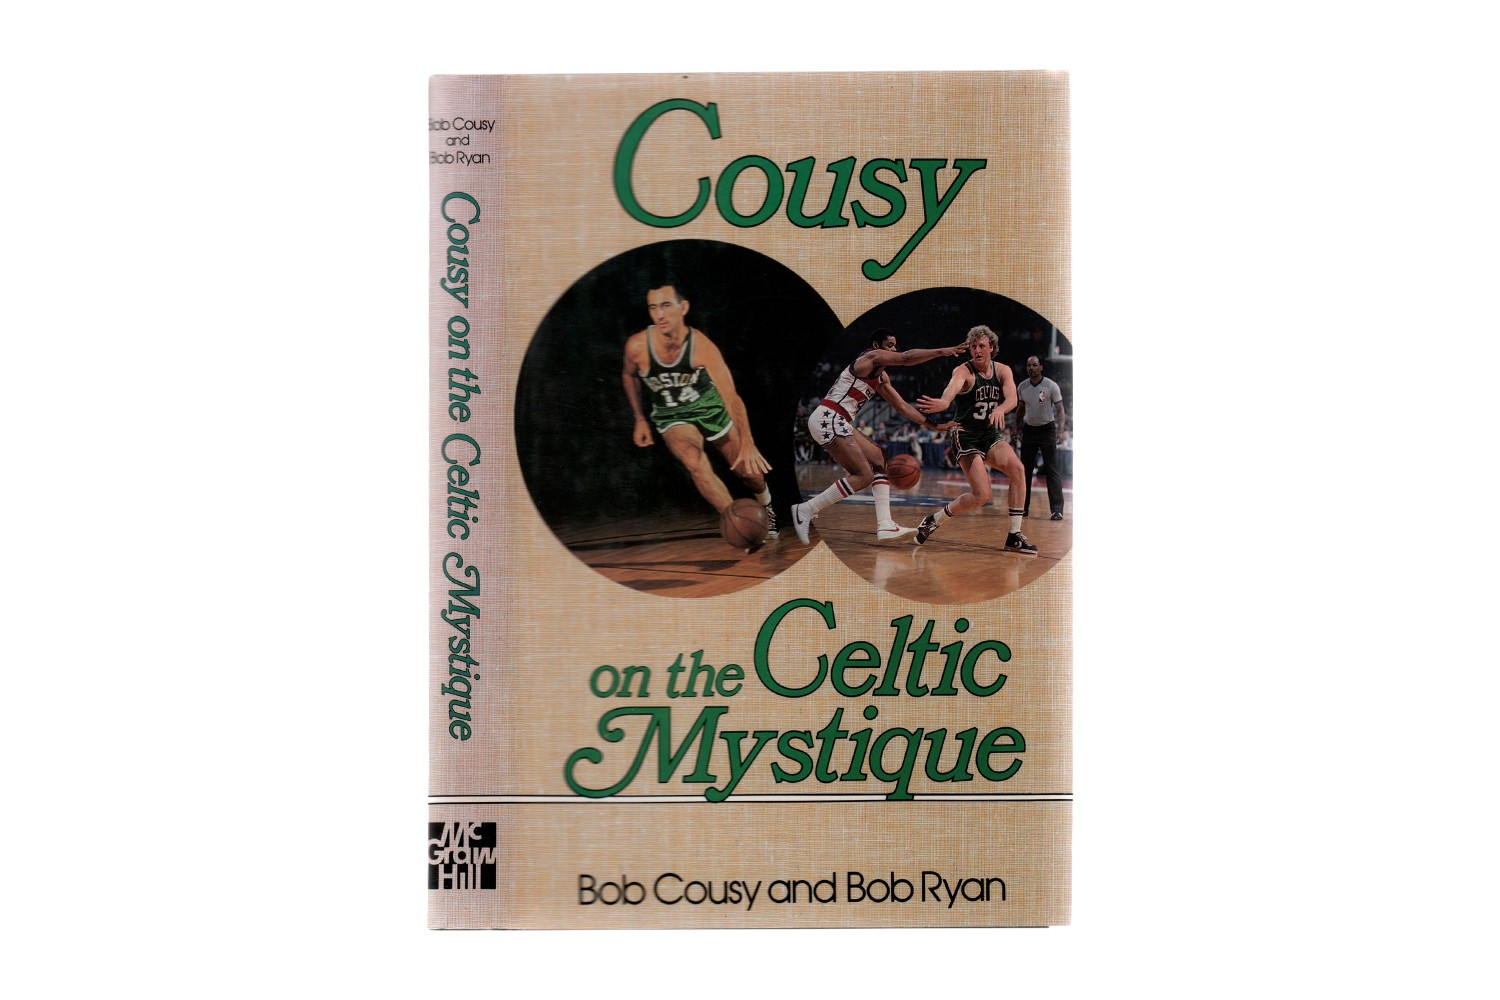 Bob Cousy
and
Bob Ryan
Cousy on the Celtic Mystique
Mc
Graw
Hill
Cousy
BOSTON
14
CELTICS
33
on the Celtic
Mystique
Bob Cousy and Bob Ryan